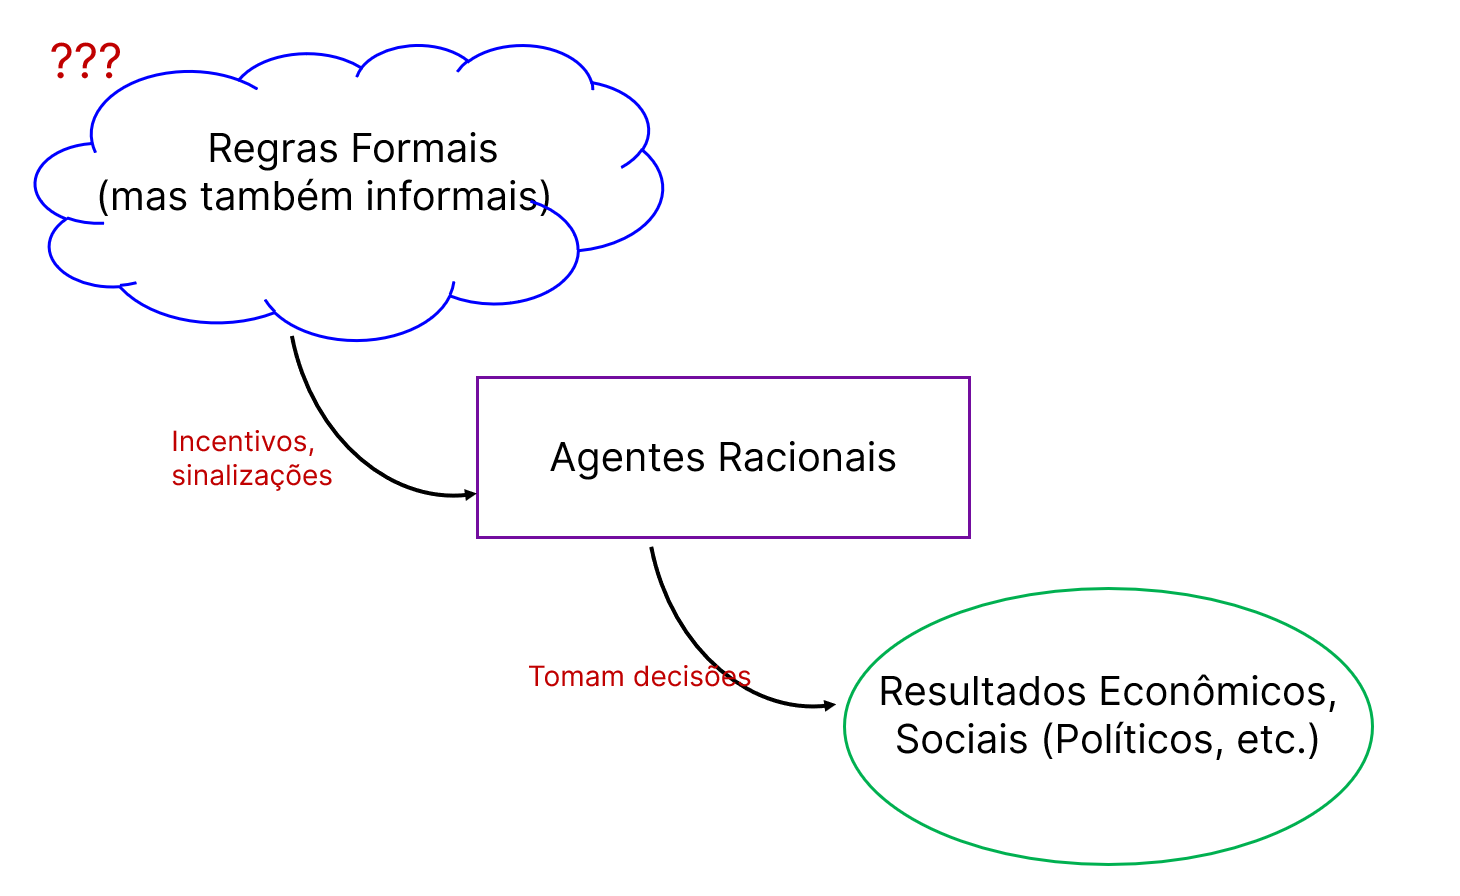 ???
Regras Formais
(mas também informais)
Incentivos,
sinalizações
Agentes Racionais
Tomam decisões
Resultados Econômicos,
Sociais (Políticos, etc.)